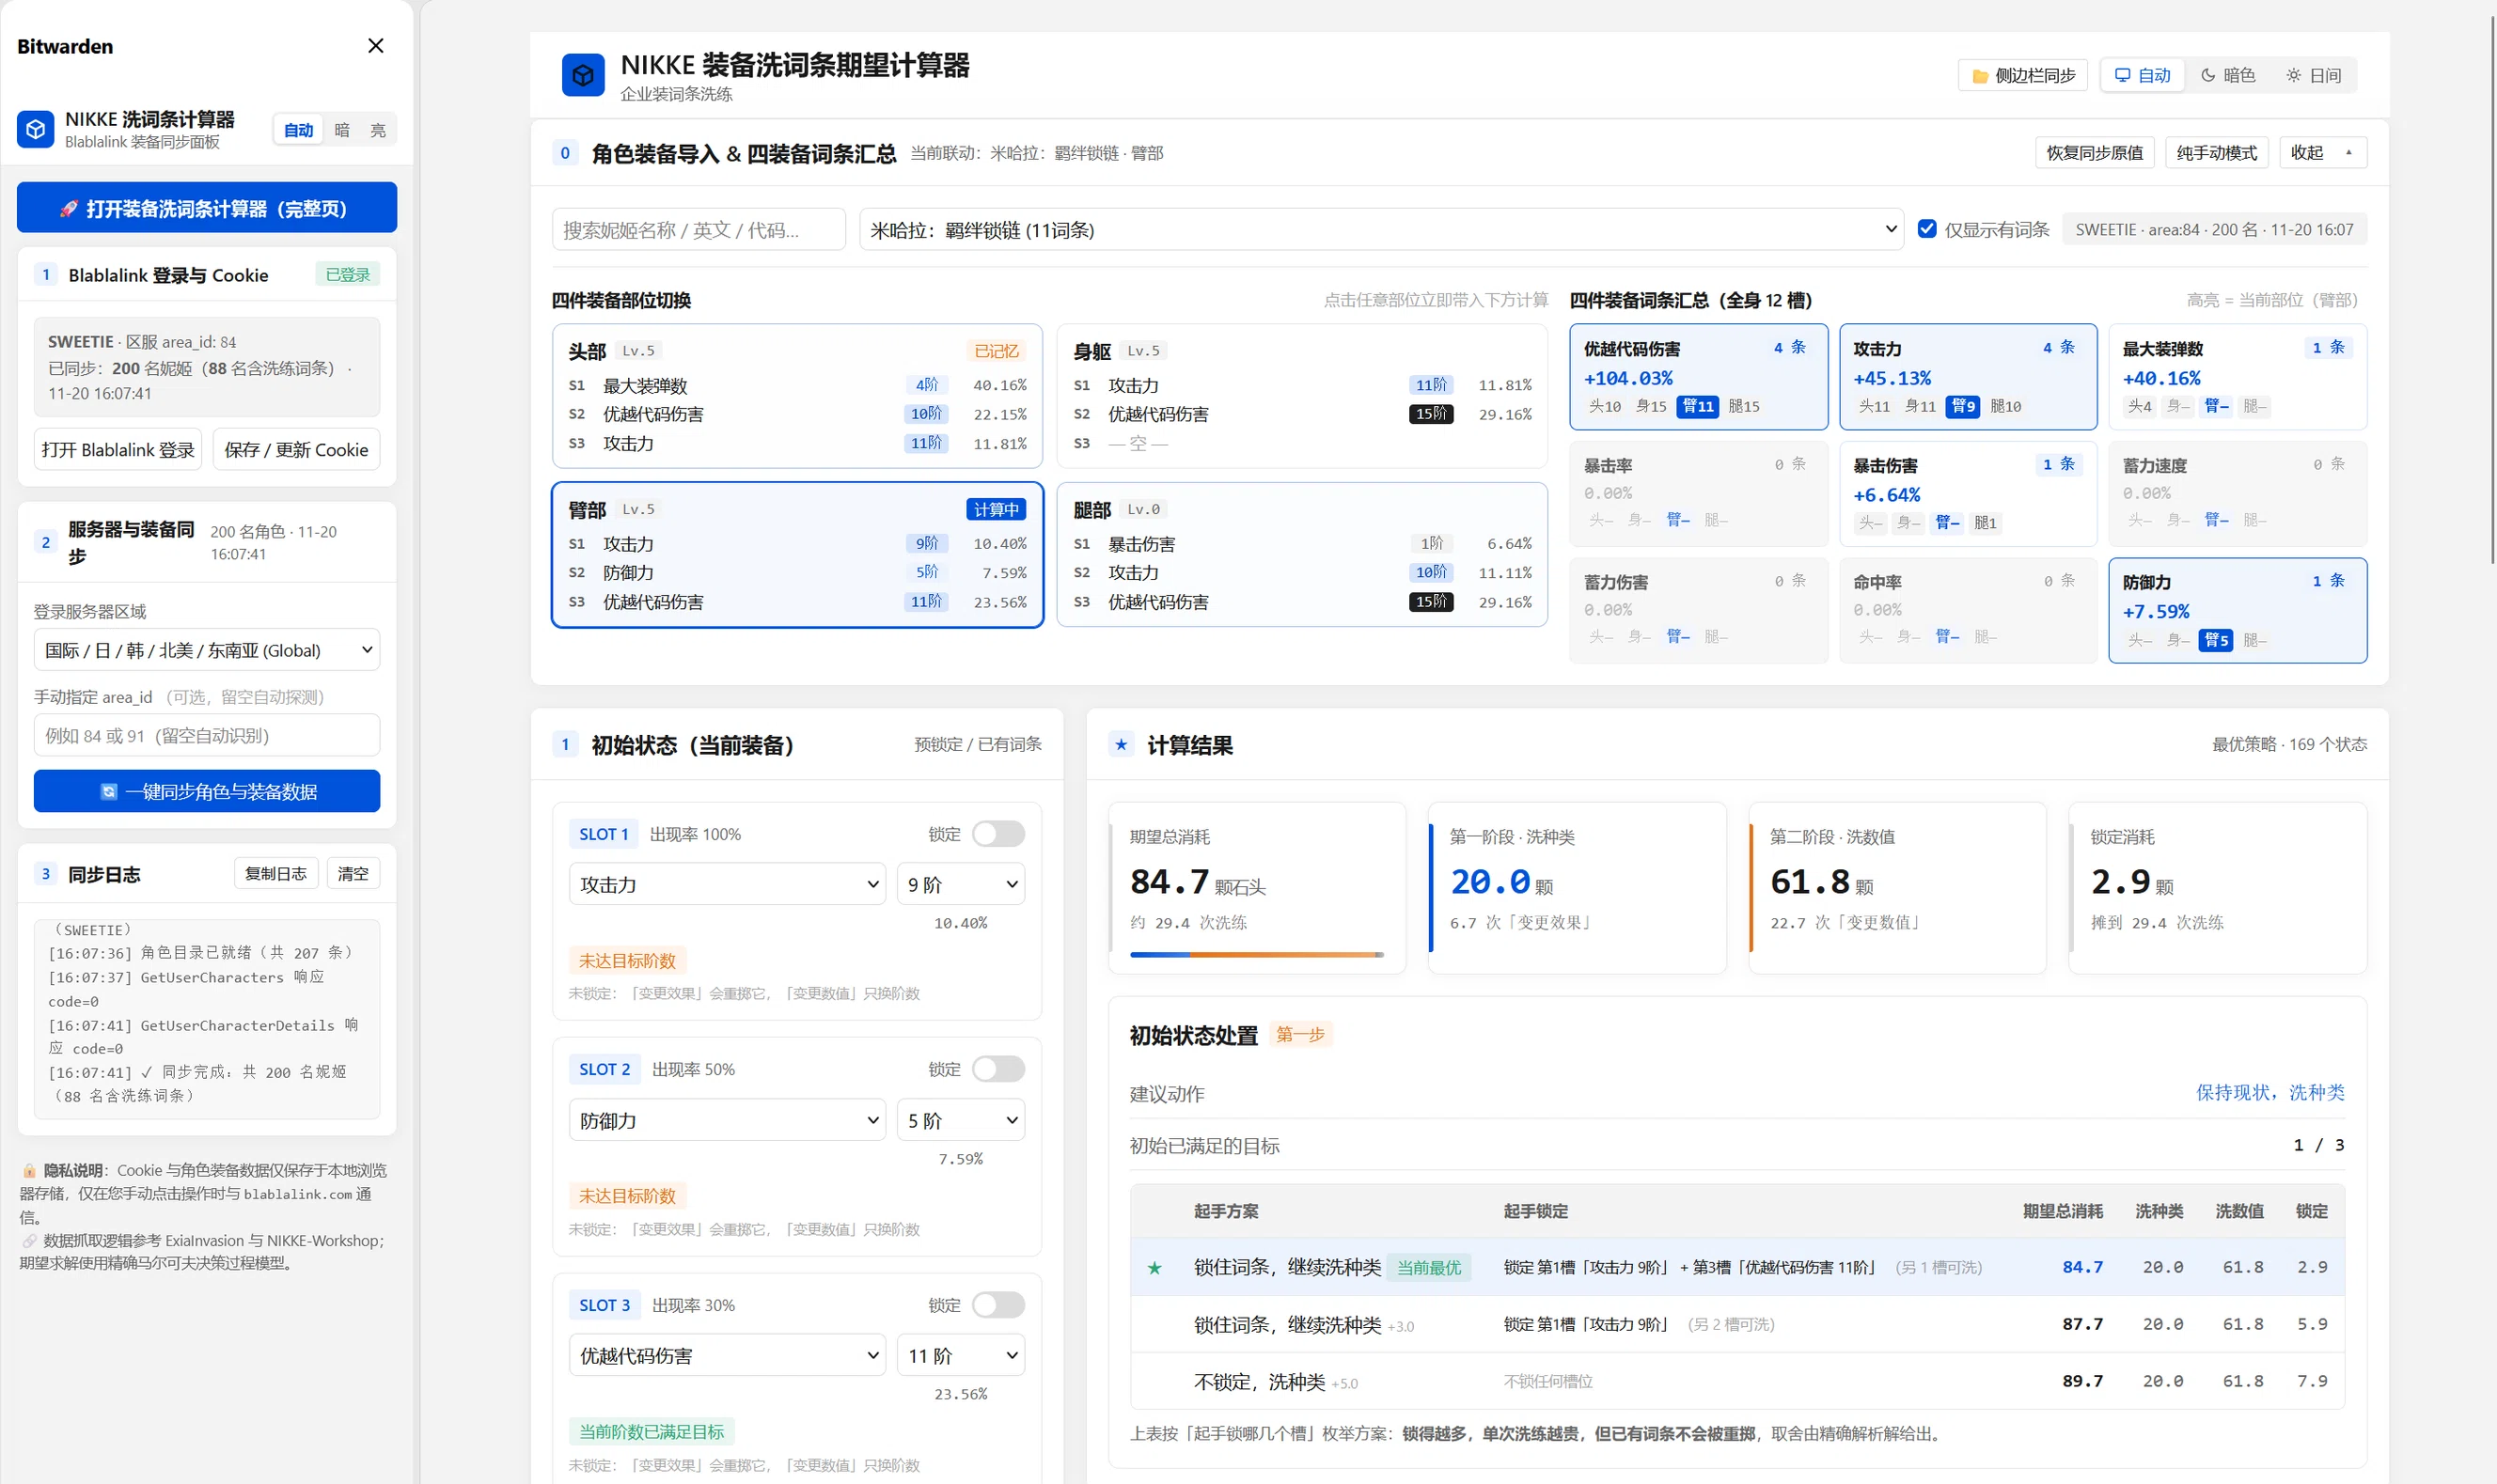 Bitwarden
NIKKE 洗词条计算器
Blablalink 装备同步面板
自动 暗 亮
🚀 打开装备洗词条计算器（完整页）
1 Blablalink 登录与 Cookie 已登录
SWEETIE · 区服 area_id: 84
已同步：200 名妮姬（88 名含洗练词条） ·
11-20 16:07:41
打开 Blablalink 登录 保存 / 更新 Cookie
2 服务器与装备同步 200 名角色 · 11-20 16:07:41
登录服务器区域
国际 / 日 / 韩 / 北美 / 东南亚 (Global)
手动指定 area_id （可选，留空自动探测）
例如 84 或 91（留空自动识别）
一键同步角色与装备数据
3 同步日志 复制日志 清空
（SWEETIE）
[16:07:36] 角色目录已就绪（共 207 条）
[16:07:37] GetUserCharacters 响应
code=0
[16:07:41] GetUserCharacterDetails 响
应 code=0
[16:07:41] ✓ 同步完成：共 200 名妮姬
（88 名含洗练词条）
🔒 隐私说明：Cookie 与角色装备数据仅保存于本地浏览
器存储，仅在您手动点击操作时与 blablalink.com 通
信。
🔗 数据抓取逻辑参考 ExiaInvasion 与 NIKKE-Workshop；
期望求解使用精确马尔可夫决策过程模型。
NIKKE 装备洗词条期望计算器
企业装词条洗练
侧边栏同步 自动 暗色 日间
0 角色装备导入 & 四装备词条汇总 当前联动：米哈拉：羁绊锁链 · 臂部
恢复同步原值 纯手动模式 收起 ▲
搜索妮姬名称 / 英文 / 代码... 米哈拉：羁绊锁链 (11词条) 仅显示有词条 SWEETIE · area:84 · 200 名 · 11-20 16:07
四件装备部位切换 点击任意部位立即带入下方计算
头部 Lv.5 已记忆
S1 最大装弹数 4阶 40.16%
S2 优越代码伤害 10阶 22.15%
S3 攻击力 11阶 11.81%
身躯 Lv.5
S1 攻击力 11阶 11.81%
S2 优越代码伤害 15阶 29.16%
S3 — 空 —
臂部 Lv.5 计算中
S1 攻击力 9阶 10.40%
S2 防御力 5阶 7.59%
S3 优越代码伤害 11阶 23.56%
腿部 Lv.0
S1 暴击伤害 1阶 6.64%
S2 攻击力 10阶 11.11%
S3 优越代码伤害 15阶 29.16%
四件装备词条汇总（全身 12 槽） 高亮 = 当前部位（臂部）
优越代码伤害 4 条
+104.03%
头10 身15 臂11 腿15
攻击力 4 条
+45.13%
头11 身11 臂9 腿10
最大装弹数 1 条
+40.16%
头4 身— 臂— 腿—
暴击率 0 条
0.00%
头— 身— 臂— 腿—
暴击伤害 1 条
+6.64%
头— 身— 臂— 腿1
蓄力速度 0 条
0.00%
头— 身— 臂— 腿—
蓄力伤害 0 条
0.00%
头— 身— 臂— 腿—
命中率 0 条
0.00%
头— 身— 臂— 腿—
防御力 1 条
+7.59%
头— 身— 臂5 腿—
1 初始状态（当前装备） 预锁定 / 已有词条
SLOT 1 出现率 100% 锁定
攻击力 9 阶
10.40%
未达目标阶数
未锁定：「变更效果」会重掷它，「变更数值」只换阶数
SLOT 2 出现率 50% 锁定
防御力 5 阶
7.59%
未达目标阶数
未锁定：「变更效果」会重掷它，「变更数值」只换阶数
SLOT 3 出现率 30% 锁定
优越代码伤害 11 阶
23.56%
当前阶数已满足目标
未锁定：「变更效果」会重掷它，「变更数值」只换阶数
★ 计算结果 最优策略 · 169 个状态
期望总消耗
84.7 颗石头
约 29.4 次洗练
第一阶段 · 洗种类
20.0 颗
6.7 次「变更效果」
第二阶段 · 洗数值
61.8 颗
22.7 次「变更数值」
锁定消耗
2.9 颗
摊到 29.4 次洗练
初始状态处置 第一步
建议动作 保持现状，洗种类
初始已满足的目标 1 / 3
起手方案 起手锁定 期望总消耗 洗种类 洗数值 锁定
★ 锁住词条，继续洗种类 当前最优 锁定 第1槽「攻击力 9阶」 + 第3槽「优越代码伤害 11阶」 （另 1 槽可洗） 84.7 20.0 61.8 2.9
锁住词条，继续洗种类 +3.0 锁定 第1槽「攻击力 9阶」 （另 2 槽可洗） 87.7 20.0 61.8 5.9
不锁定，洗种类 +5.0 不锁任何槽位 89.7 20.0 61.8 7.9
上表按「起手锁哪几个槽」枚举方案：锁得越多，单次洗练越贵，但已有词条不会被重掷，取舍由精确解析解给出。